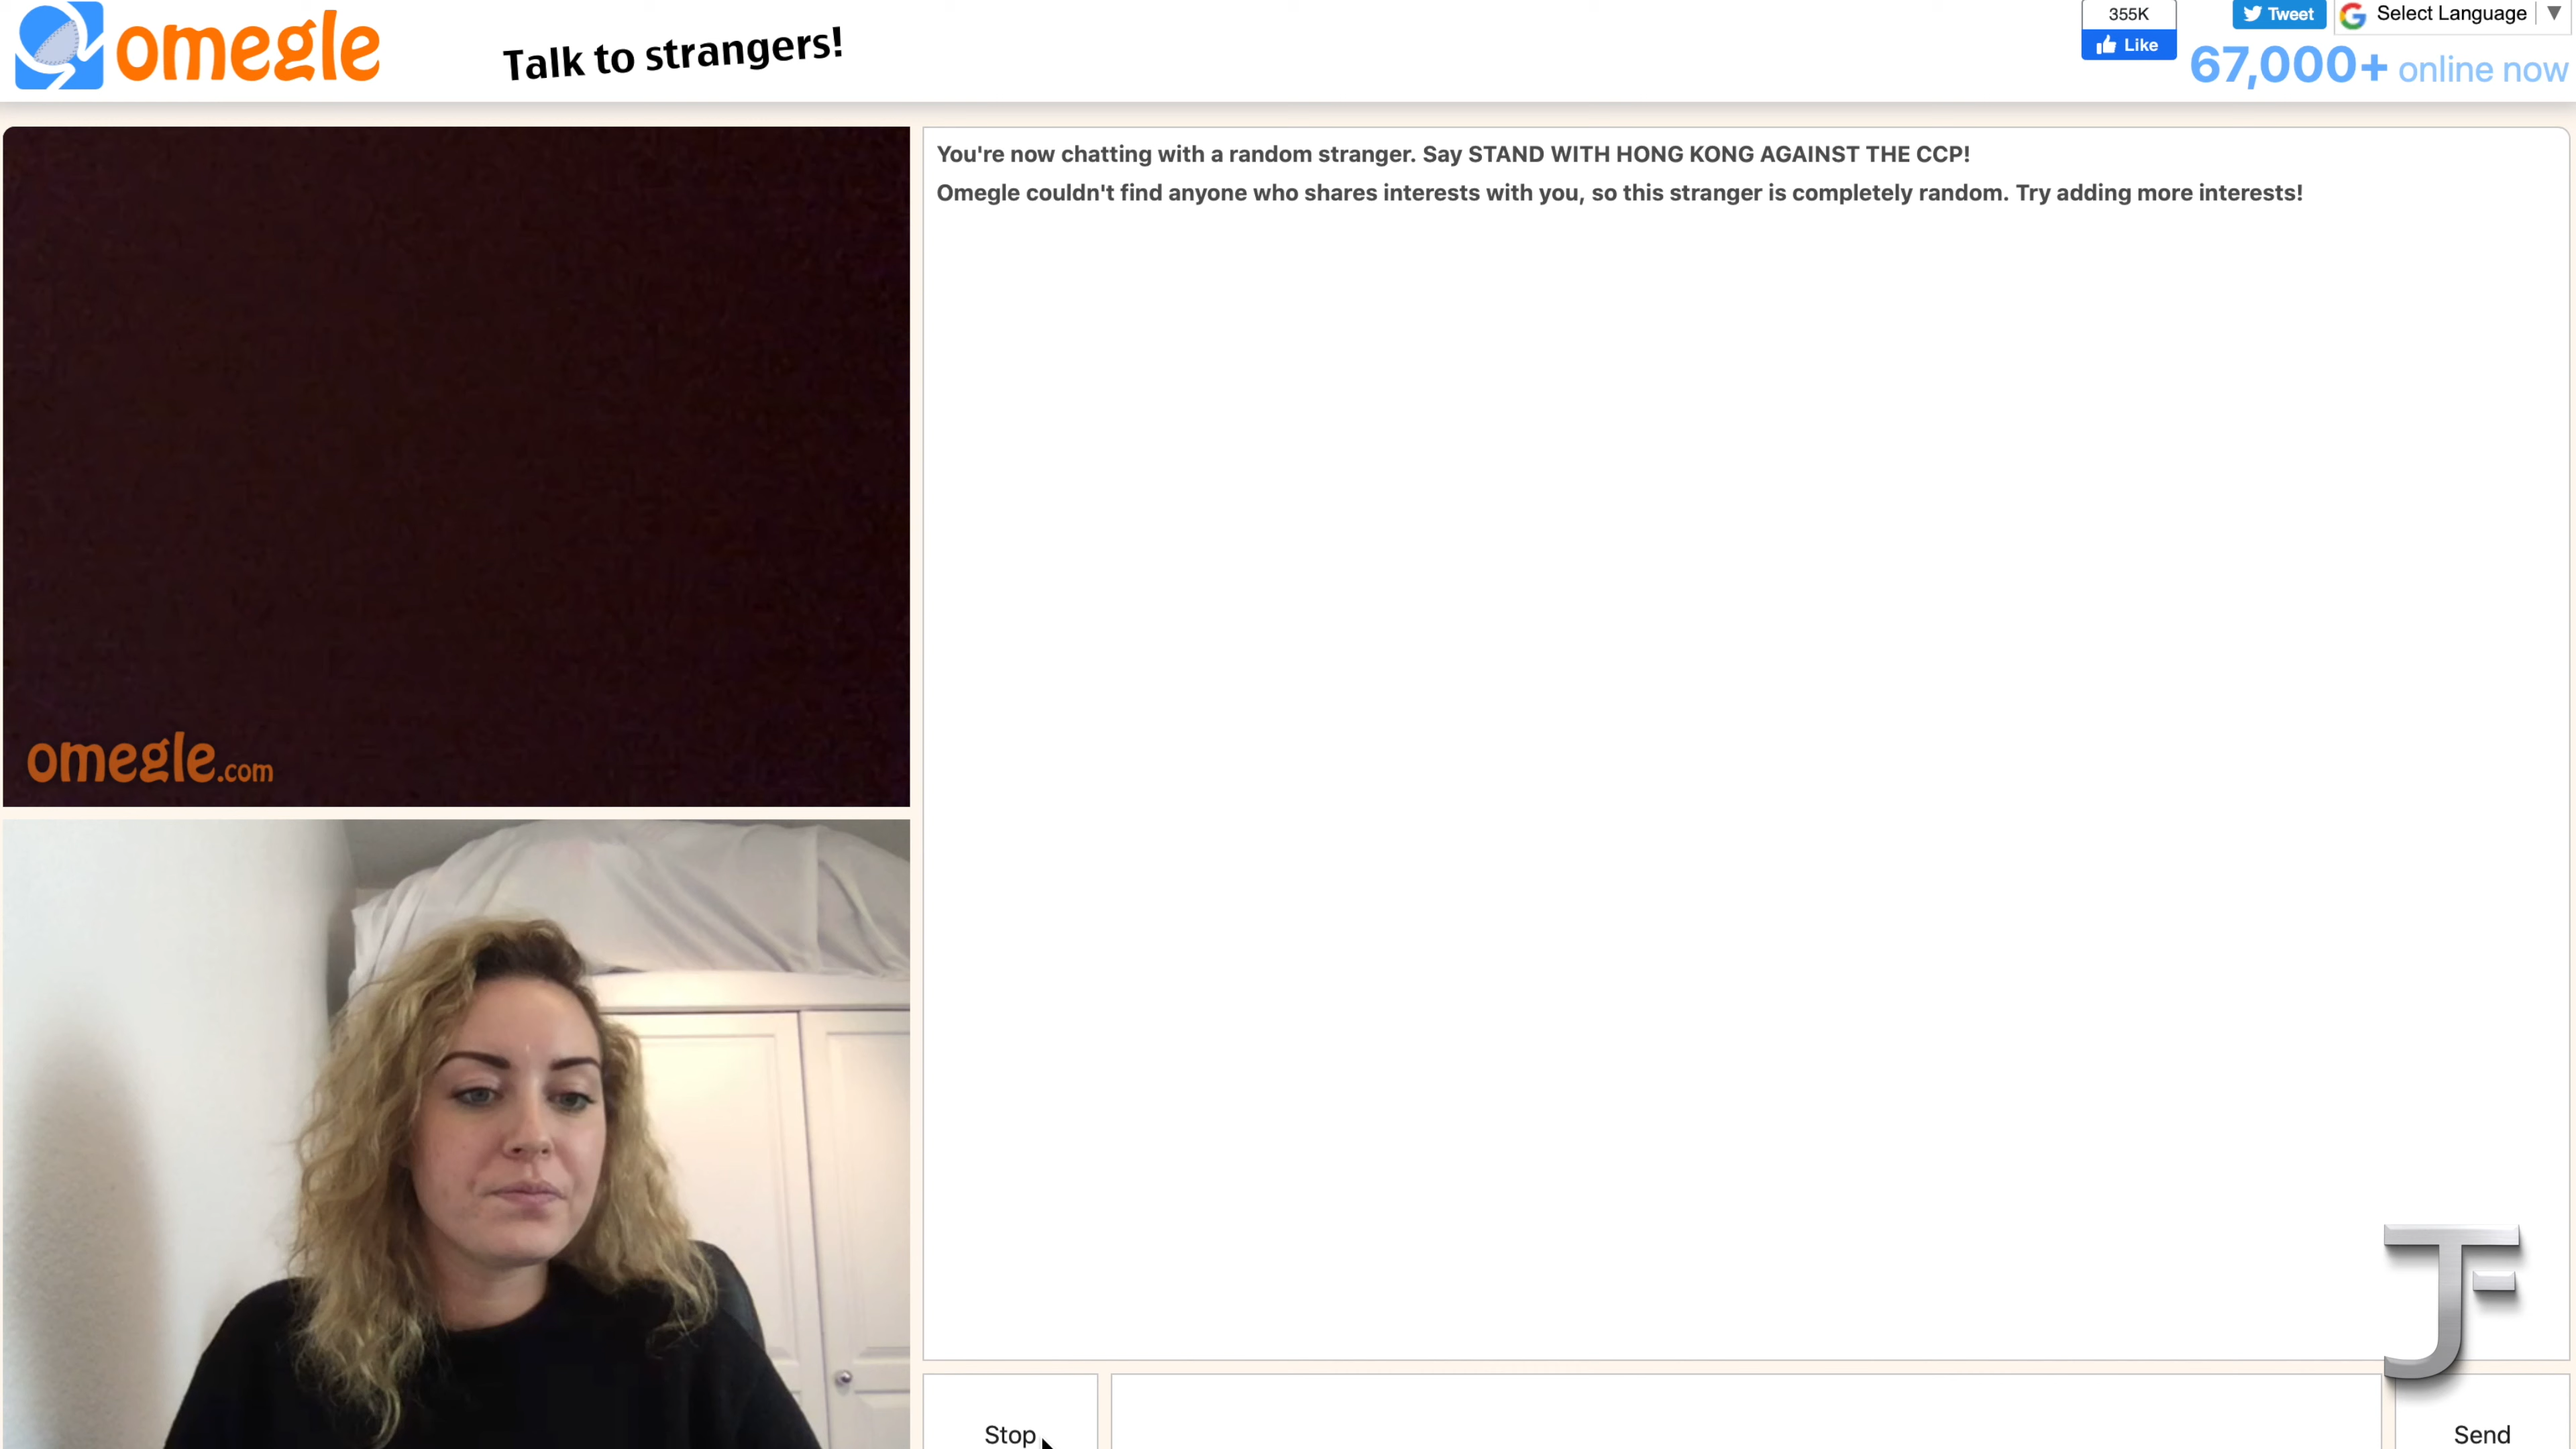 omegle
Talk to strangers!
355K
Like
Tweet
Select Language
67,000+ online now
You're now chatting with a random stranger. Say STAND WITH HONG KONG AGAINST THE CCP!
Omegle couldn't find anyone who shares interests with you, so this stranger is completely random. Try adding more interests!
omegle.com
JF
Stop
Send